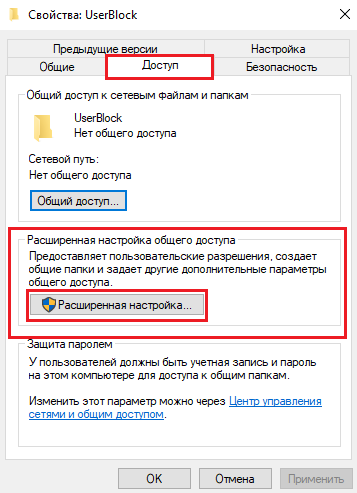 Свойства: UserBlock
Предыдущие версии
Настройка
Общие
Доступ
Безопасность
Общий доступ к сетевым файлам и папкам
UserBlock
Нет общего доступа
Сетевой путь:
Нет общего доступа
Общий доступ...
Расширенная настройка общего доступа
Предоставляет пользовательские разрешения, создает
общие папки и задает другие дополнительные параметры
общего доступа.
Расширенная настройка...
Защита паролем
У пользователей должны быть учетная запись и пароль
на этом компьютере для доступа к общим папкам.
Изменить этот параметр можно через Центр управления
сетями и общим доступом.
ОК
Отмена
Применить